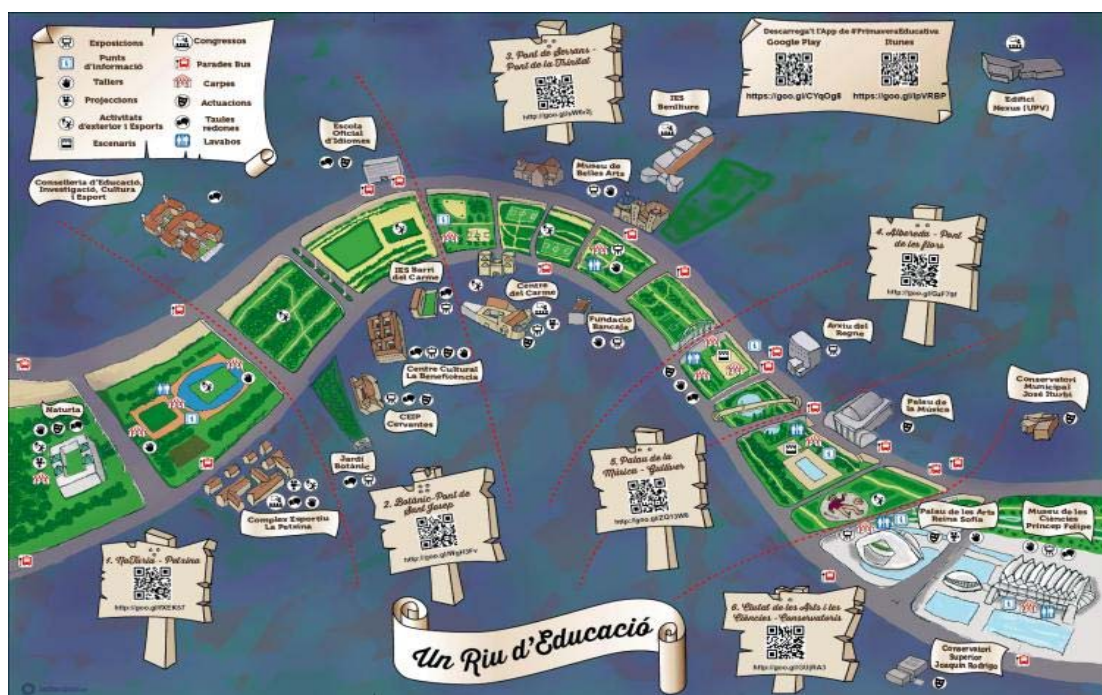 Exposicions
Punts
d'Informació
Tallers
Projeccions
Activitats
d'exterior i Esports
Escenaris
Congressos
Parades Bus
Carpes
Actuacions
Taules
redones
Lavabos
3. Pont de Serrans -
Pont de la Trinitat
Descarrega't l'App de #PrimaveraEducativa
Google Play
Itunes
https://goo.gl/CYqOg8
https://goo.gl/lpVRBP
Edifici
Nexus (UPV)
IES
Benlliure
Escola
Oficial
d'Idiomes
Museu de
Belles Arts
Conselleria d'Educació,
Investigació, Cultura
i Esport
4. Albereda - Pont
de les flors
IES Barri
del Carme
Centre
del Carme
Fundació
Bancaja
Arxiu del
Regne
Centre Cultural
La Beneficència
Conservatori
Municipal
José Iturbi
Naturia
CEIP
Cervantes
Palau de
la Música
Jardí
Botànic
5. Palau de la
Música - Gulliver
2. Botànic-Pont de
Sant Josep
Complex Esportiu
La Petxina
Palau de les Arts
Reina Sofía
Museu de les
Ciències
Príncep Felipe
1. NaTuria - Petxina
Un Riu d'Educació
6. Ciutat de les Arts i les
Ciències - Conservatoris
Conservatori
Superior
Joaquín Rodrigo